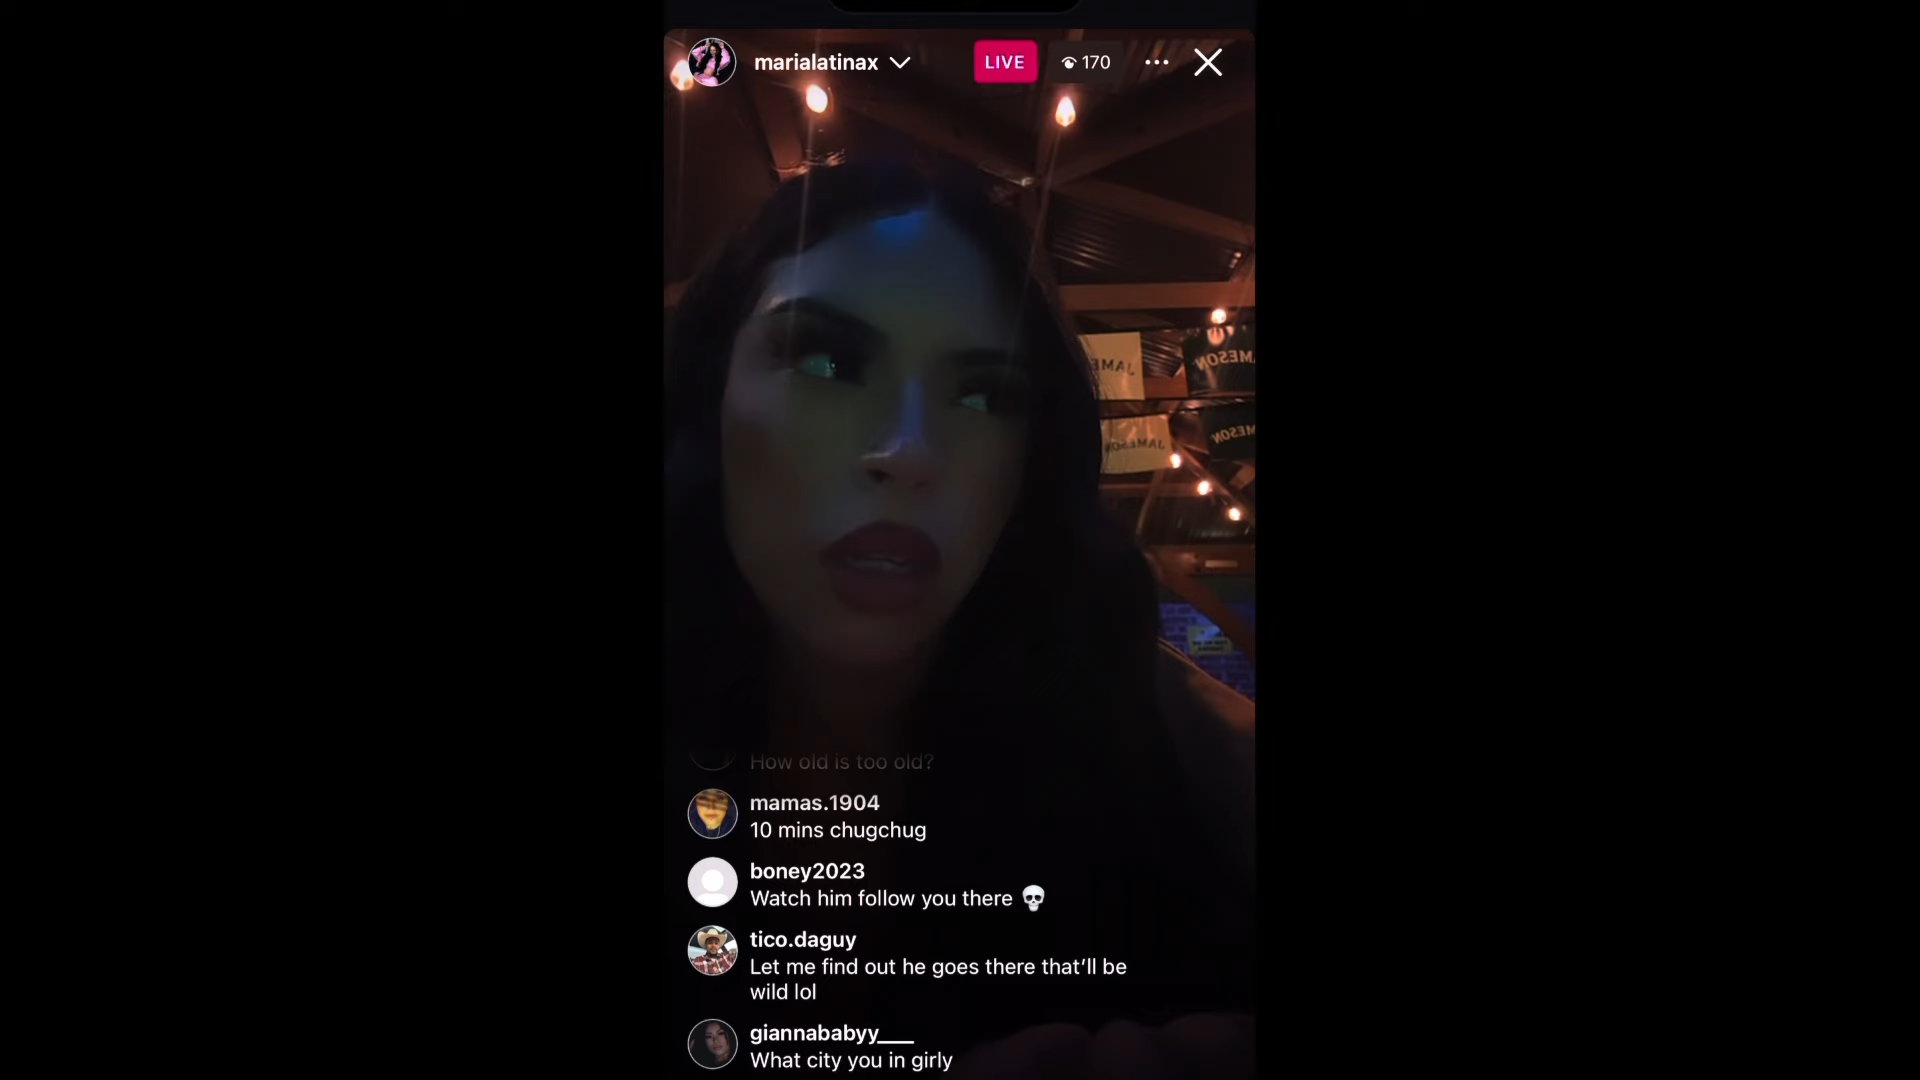 marialatinax
LIVE
170
JAMESON
JAMESON
How old is too old?
mamas.1904
10 mins chugchug
boney2023
Watch him follow you there 💀
tico.daguy
Let me find out he goes there that’ll be
wild lol
giannababyy___
What city you in girly